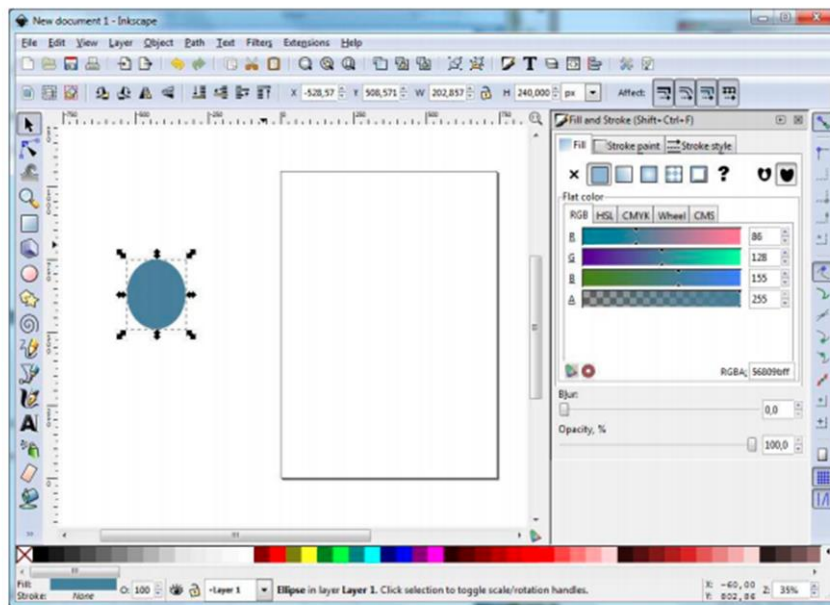 New document 1 - Inkscape
File Edit View Layer Object Path Text Filters Extensions Help
X -528,57 Y 508,571 W 202,857 H 240,000 px Affect:
Fill and Stroke (Shift+Ctrl+F)
Fill Stroke paint Stroke style
?
Flat color
RGB HSL CMYK Wheel CMS
R 86
G 128
B 155
A 255
RGBA: 56809bff
Blur:
0,0
Opacity, %
100,0
Fill:
Stroke: None
O: 100
-Layer 1
Ellipse in layer Layer 1. Click selection to toggle scale/rotation handles.
X: -60,00
Y: 802,86
Z: 35%